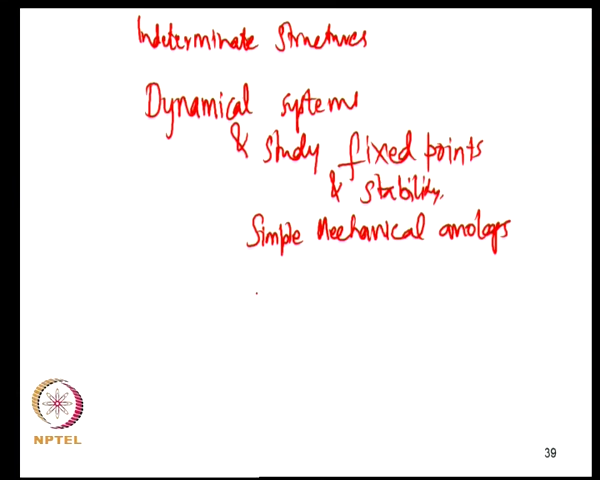 Indeterminate structures
Dynamical systems
& study fixed points
& stability.
Simple Mechanical analogs
NPTEL
39